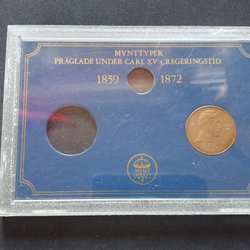 MYNTTYPER
PRÄGLADE UNDER CARL XV:s REGERINGSTID
1859 1872